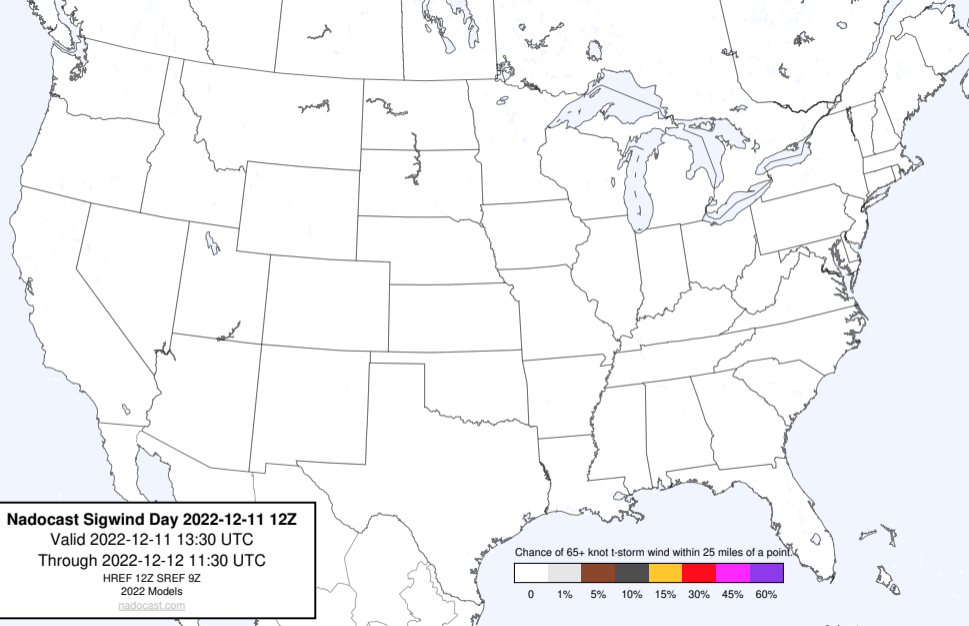 Nadocast Sigwind Day 2022-12-11 12Z
Valid 2022-12-11 13:30 UTC
Through 2022-12-12 11:30 UTC
HREF 12Z SREF 9Z
2022 Models
nadocast.com
Chance of 65+ knot t-storm wind within 25 miles of a point.
0 1% 5% 10% 15% 30% 45% 60%